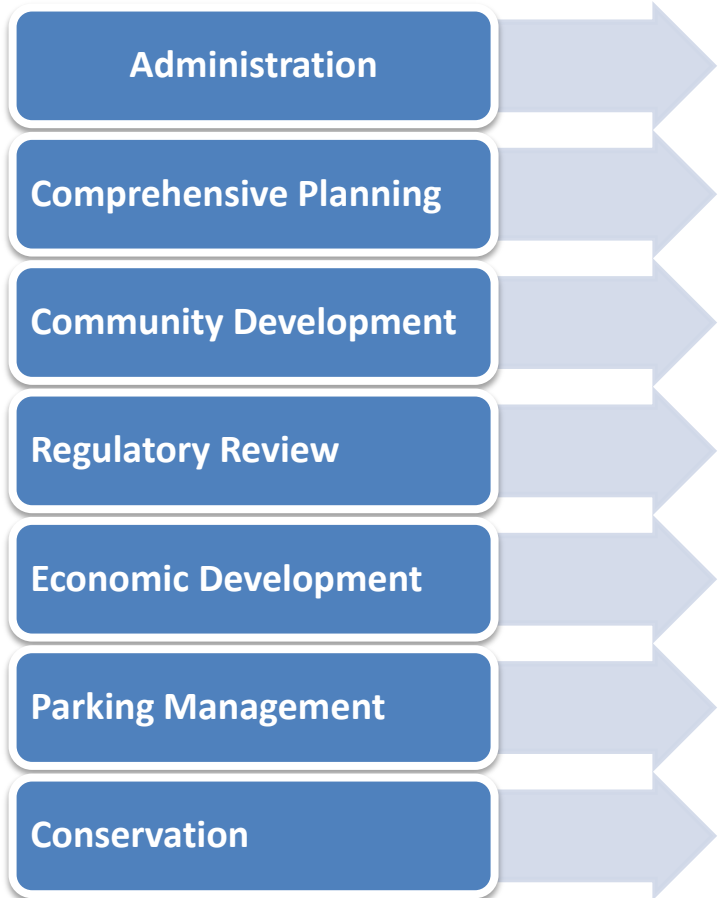 Administration
Comprehensive Planning
Community Development
Regulatory Review
Economic Development
Parking Management
Conservation